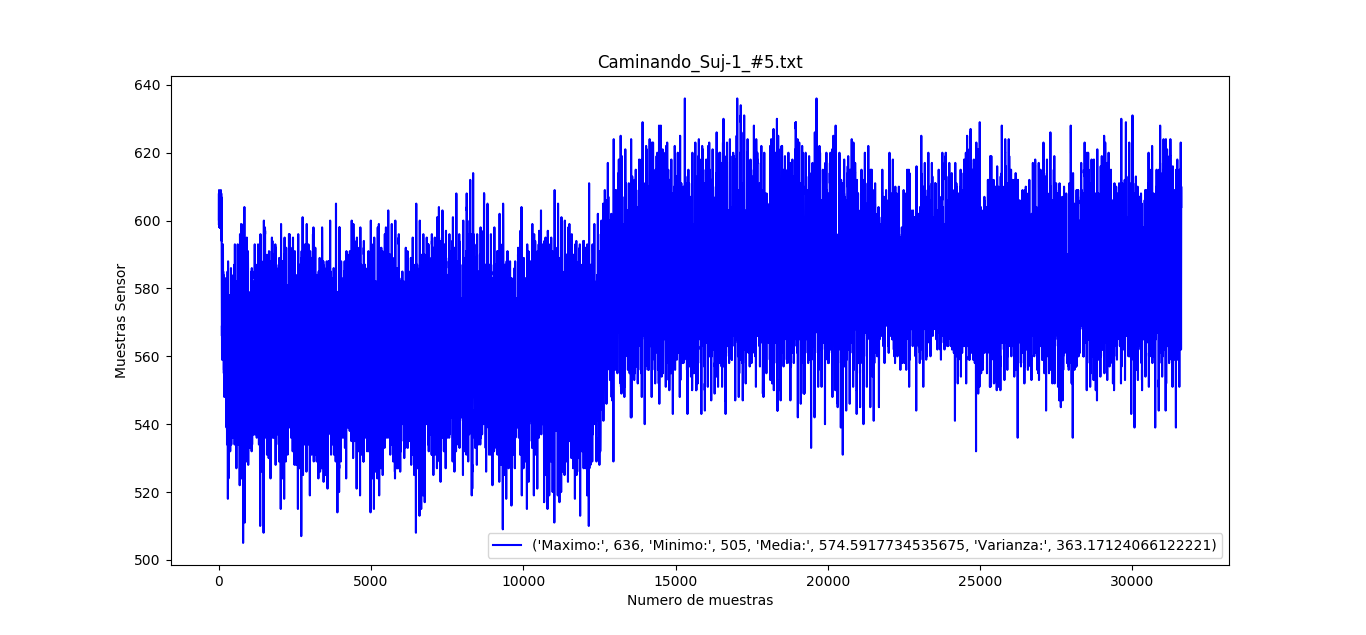 Caminando_Suj-1_#5.txt
640
620
600
580
560
540
520
500
Muestras Sensor
('Maximo:', 636, 'Minimo:', 505, 'Media:', 574.5917734535675, 'Varianza:', 363.17124066122221)
0 5000 10000 15000 20000 25000 30000
Numero de muestras